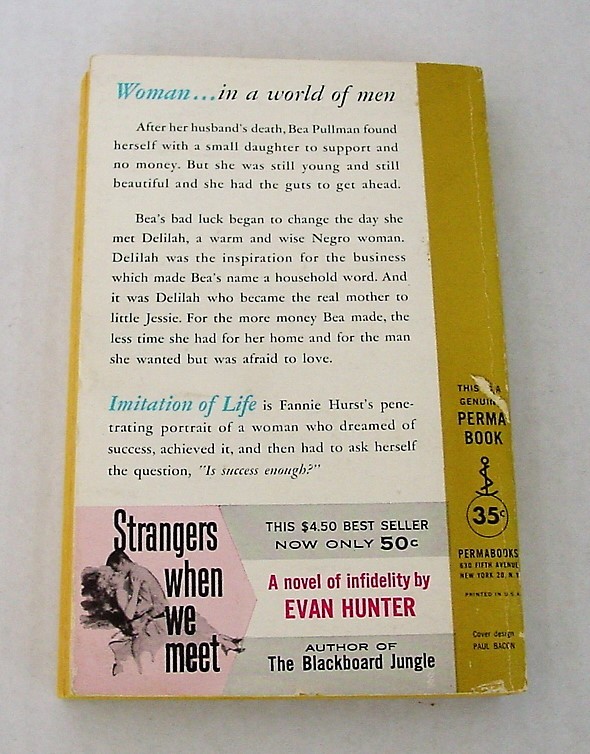 Woman...in a world of men
After her husband's death, Bea Pullman found
herself with a small daughter to support and
no money. But she was still young and still
beautiful and she had the guts to get ahead.
Bea's bad luck began to change the day she
met Delilah, a warm and wise Negro woman.
Delilah was the inspiration for the business
which made Bea's name a household word. And
it was Delilah who became the real mother to
little Jessie. For the more money Bea made, the
less time she had for her home and for the man
she wanted but was afraid to love.
Imitation of Life is Fannie Hurst's pene-
trating portrait of a woman who dreamed of
success, achieved it, and then had to ask herself
the question, "Is success enough?"
Strangers
when
we
meet
THIS $4.50 BEST SELLER
NOW ONLY 50c
A novel of infidelity by
EVAN HUNTER
AUTHOR OF
The Blackboard Jungle
THIS A
PERMA
BOOK
35c
PERMABOOKS
630 FIFTH AVENUE
NEW YORK 20, N.Y.
PRINTED IN U.S.A.
Cover design
PAUL BACON